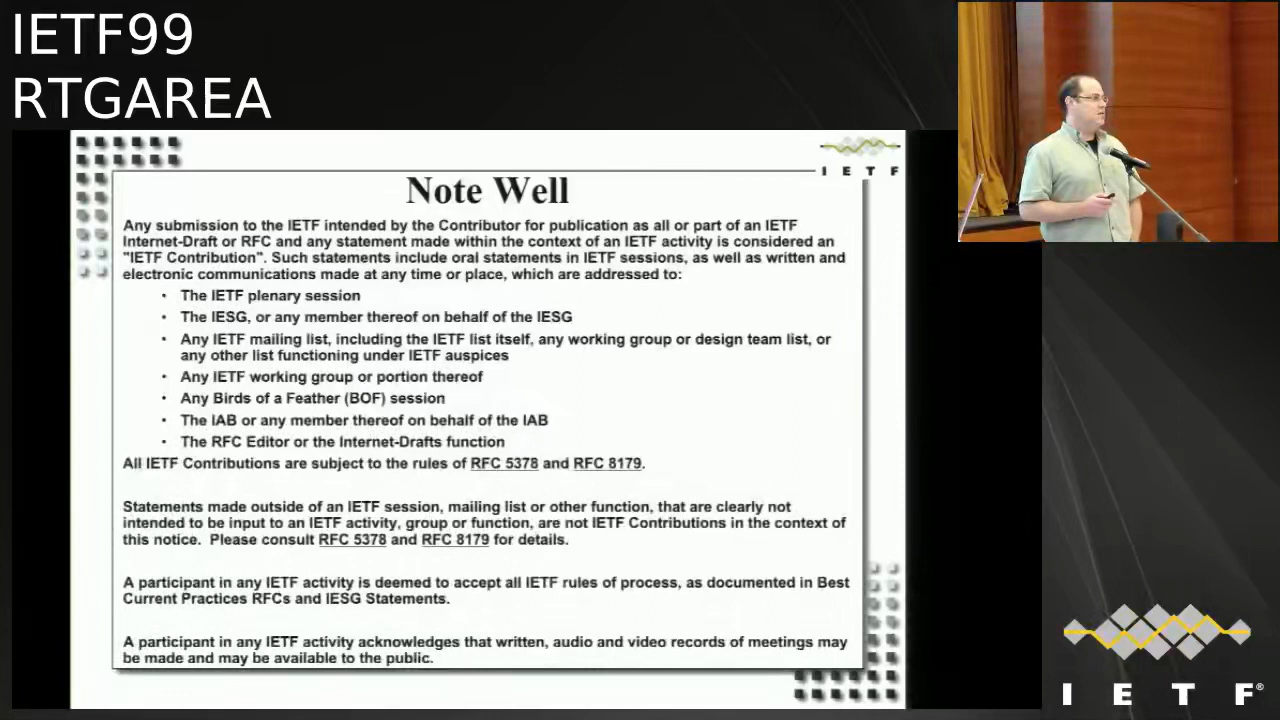 IETF99
RTGAREA
I E T F
Note Well
Any submission to the IETF intended by the Contributor for publication as all or part of an IETF
Internet-Draft or RFC and any statement made within the context of an IETF activity is considered an
"IETF Contribution". Such statements include oral statements in IETF sessions, as well as written and
electronic communications made at any time or place, which are addressed to:
• The IETF plenary session
• The IESG, or any member thereof on behalf of the IESG
• Any IETF mailing list, including the IETF list itself, any working group or design team list, or
any other list functioning under IETF auspices
• Any IETF working group or portion thereof
• Any Birds of a Feather (BOF) session
• The IAB or any member thereof on behalf of the IAB
• The RFC Editor or the Internet-Drafts function
All IETF Contributions are subject to the rules of RFC 5378 and RFC 8179.
Statements made outside of an IETF session, mailing list or other function, that are clearly not
intended to be input to an IETF activity, group or function, are not IETF Contributions in the context of
this notice. Please consult RFC 5378 and RFC 8179 for details.
A participant in any IETF activity is deemed to accept all IETF rules of process, as documented in Best
Current Practices RFCs and IESG Statements.
A participant in any IETF activity acknowledges that written, audio and video records of meetings may
be made and may be available to the public.
I E T F®